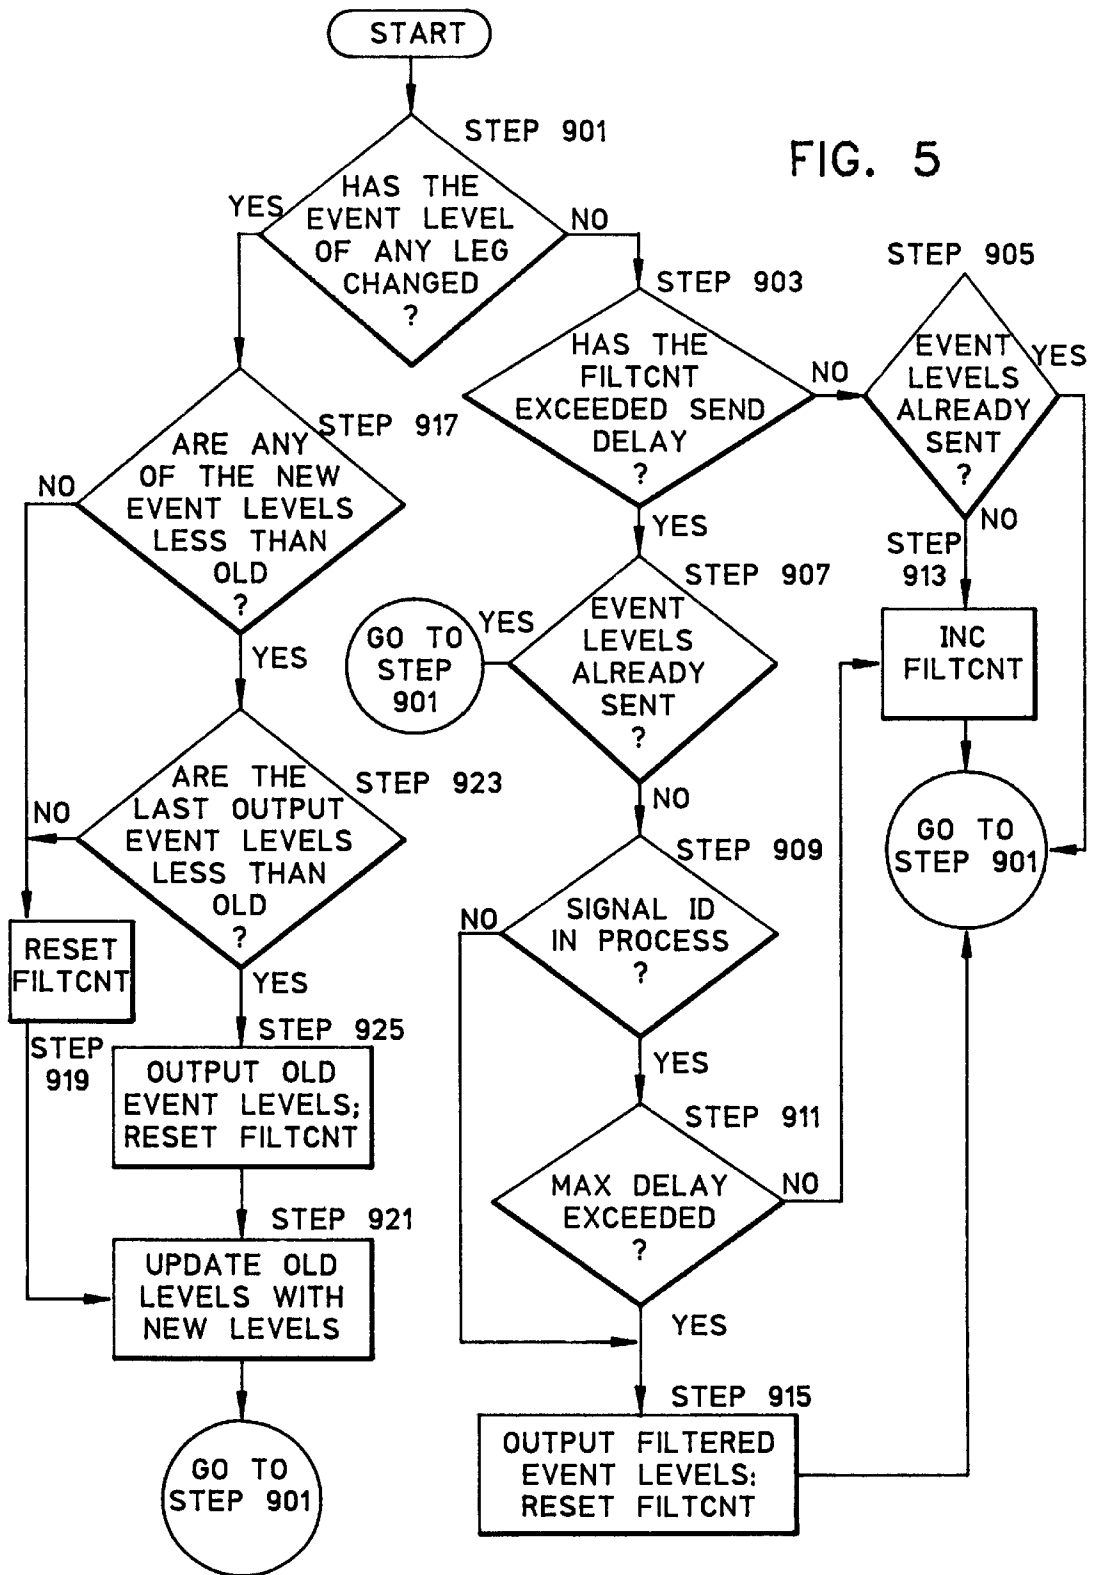 START
STEP 901
FIG. 5
HAS THE
EVENT LEVEL
OF ANY LEG
CHANGED
?
YES
NO
STEP 903
HAS THE
FILTCNT
EXCEEDED SEND
DELAY
?
NO
YES
STEP 905
EVENT
LEVELS
ALREADY
SENT
?
YES
NO
STEP 917
ARE ANY
OF THE NEW
EVENT LEVELS
LESS THAN
OLD
?
NO
YES
STEP 907
EVENT
LEVELS
ALREADY
SENT
?
YES
NO
GO TO
STEP
901
STEP
913
INC
FILTCNT
GO TO
STEP 901
STEP 923
ARE THE
LAST OUTPUT
EVENT LEVELS
LESS THAN
OLD
?
NO
YES
STEP 909
SIGNAL ID
IN PROCESS
?
NO
YES
RESET
FILTCNT
STEP
919
STEP 925
OUTPUT OLD
EVENT LEVELS;
RESET FILTCNT
STEP 911
MAX DELAY
EXCEEDED
?
NO
YES
STEP 921
UPDATE OLD
LEVELS WITH
NEW LEVELS
STEP 915
OUTPUT FILTERED
EVENT LEVELS;
RESET FILTCNT
GO TO
STEP 901